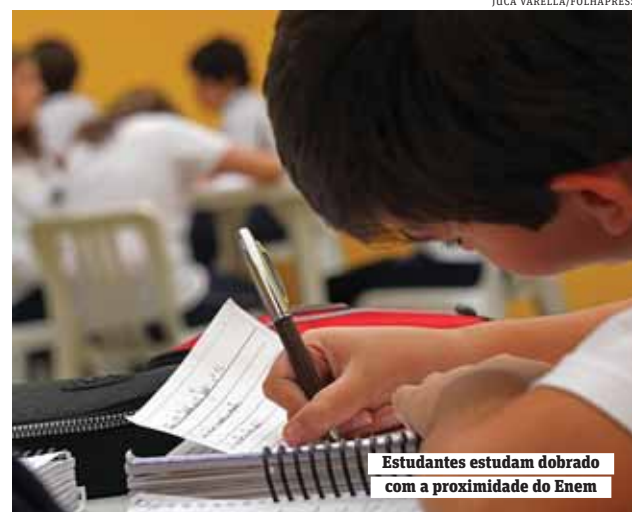 JUCA VARELLA/FOLHAPRESS
Estudantes estudam dobrado
com a proximidade do Enem